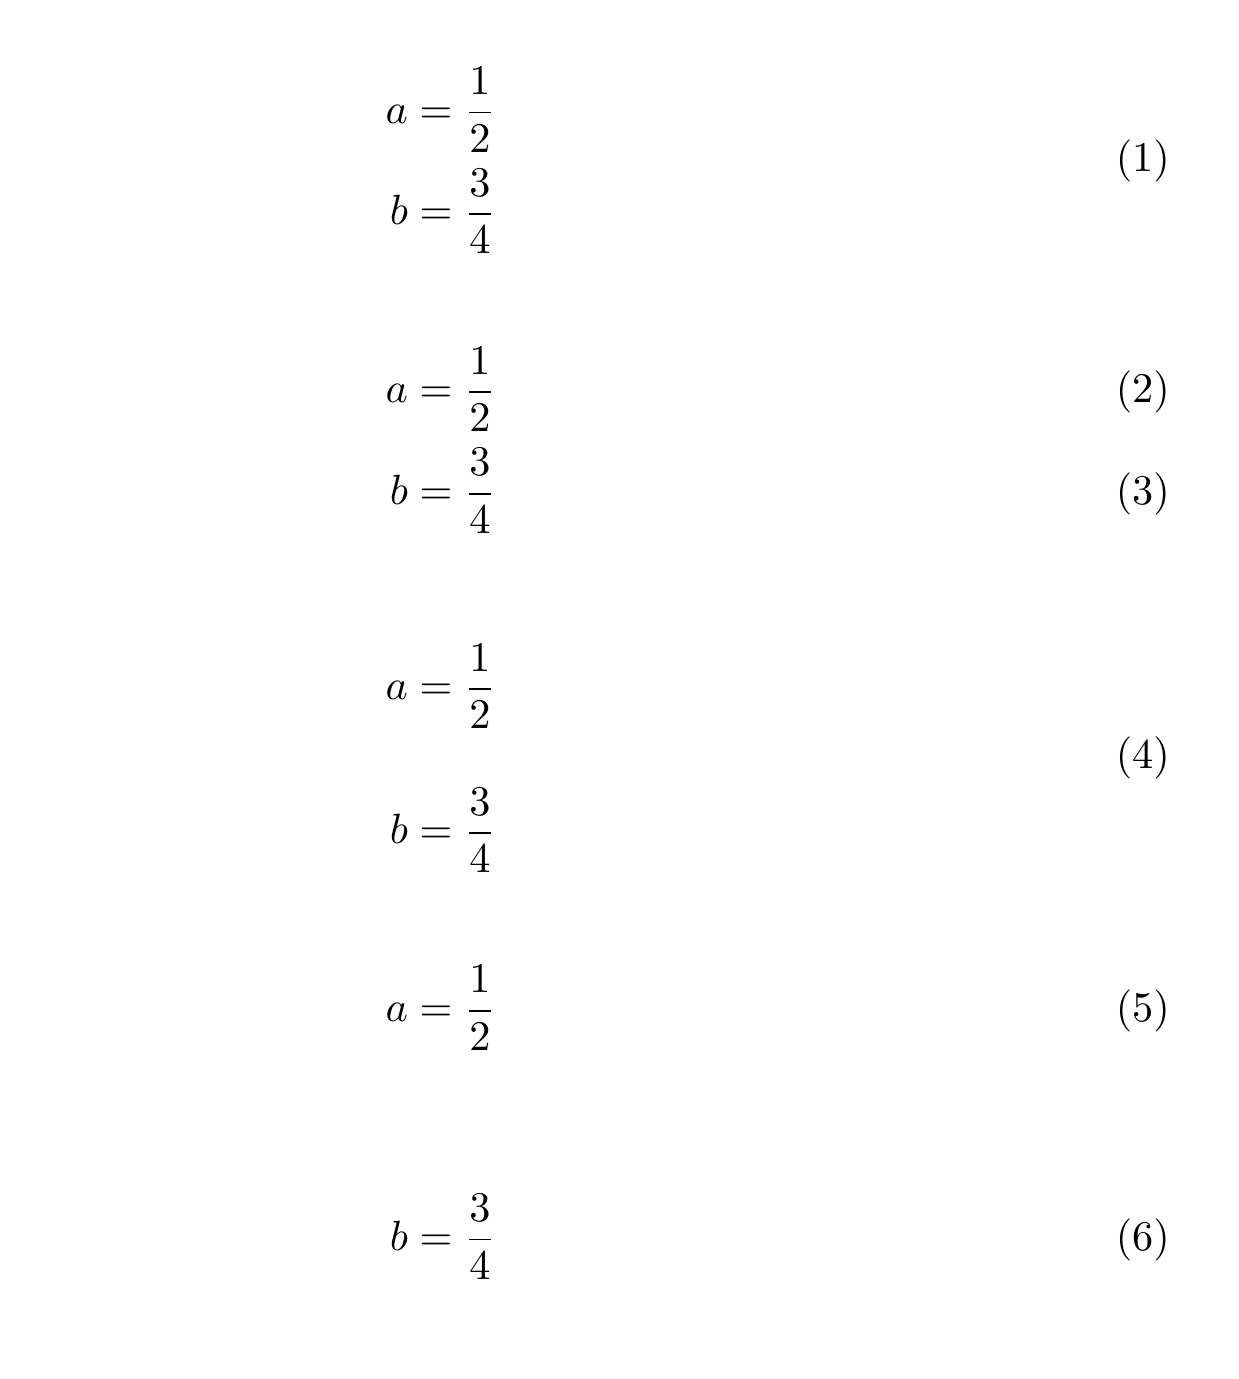 a = 1/2
(1)
b = 3/4
a = 1/2 (2)
b = 3/4 (3)
a = 1/2
(4)
b = 3/4
a = 1/2 (5)
b = 3/4 (6)